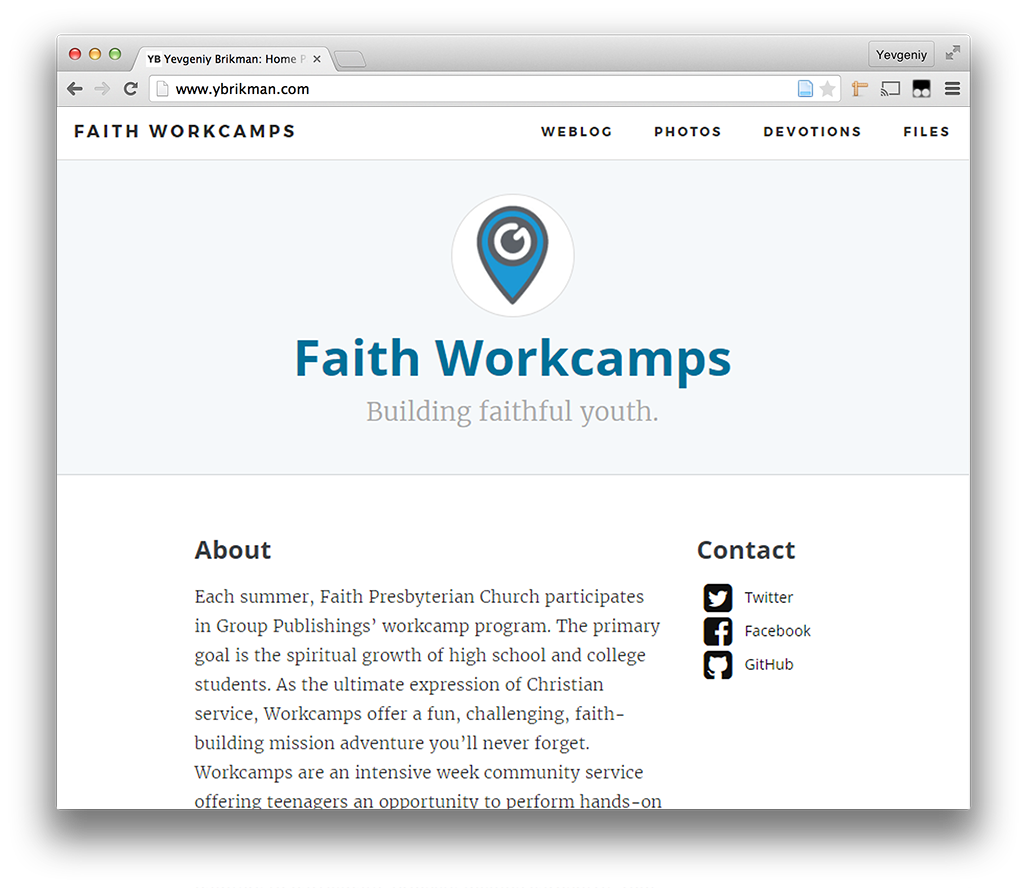 YB Yevgeniy Brikman: Home P
Yevgeniy
www.ybrikman.com
FAITH WORKCAMPS
WEBLOG PHOTOS DEVOTIONS FILES
Faith Workcamps
Building faithful youth.
About
Each summer, Faith Presbyterian Church participates
in Group Publishings’ workcamp program. The primary
goal is the spiritual growth of high school and college
students. As the ultimate expression of Christian
service, Workcamps offer a fun, challenging, faith-
building mission adventure you’ll never forget.
Workcamps are an intensive week community service
offering teenagers an opportunity to perform hands-on
Contact
Twitter
Facebook
GitHub